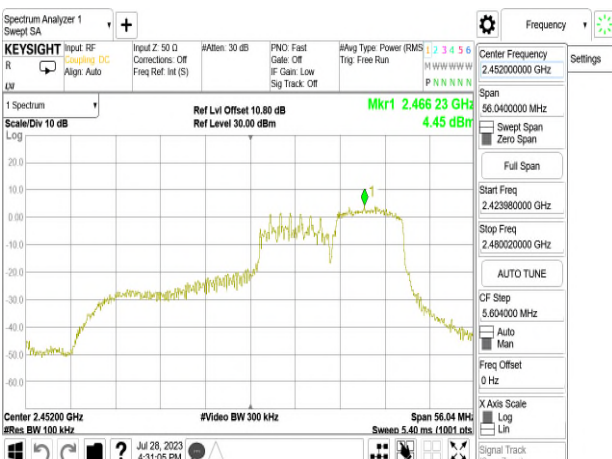 Spectrum Analyzer 1
Swept SA
Frequency
KEYSIGHT
R
Input: RF
Coupling: DC
Align: Auto
Input Z: 50 Ω
Corrections: Off
Freq Ref: Int (S)
#Atten: 30 dB
PNO: Fast
Gate: Off
IF Gain: Low
Sig Track: Off
#Avg Type: Power (RMS
Trig: Free Run
1 2 3 4 5 6
M W W W W W
P N N N N N
1 Spectrum
Scale/Div 10 dB
Log
Ref Lvl Offset 10.80 dB
Ref Level 30.00 dBm
Mkr1 2.466 23 GHz
4.45 dBm
20.0
10.0
0.00
-10.0
-20.0
-30.0
-40.0
-50.0
-60.0
1
Center 2.45200 GHz
#Res BW 100 kHz
#Video BW 300 kHz
Span 56.04 MHz
Sweep 5.40 ms (1001 pts
Jul 28, 2023
4:31:05 PM
Center Frequency
2.452000000 GHz
Settings
Span
56.0400000 MHz
Swept Span
Zero Span
Full Span
Start Freq
2.423980000 GHz
Stop Freq
2.480020000 GHz
AUTO TUNE
CF Step
5.604000 MHz
Auto
Man
Freq Offset
0 Hz
X Axis Scale
Log
Lin
Signal Track